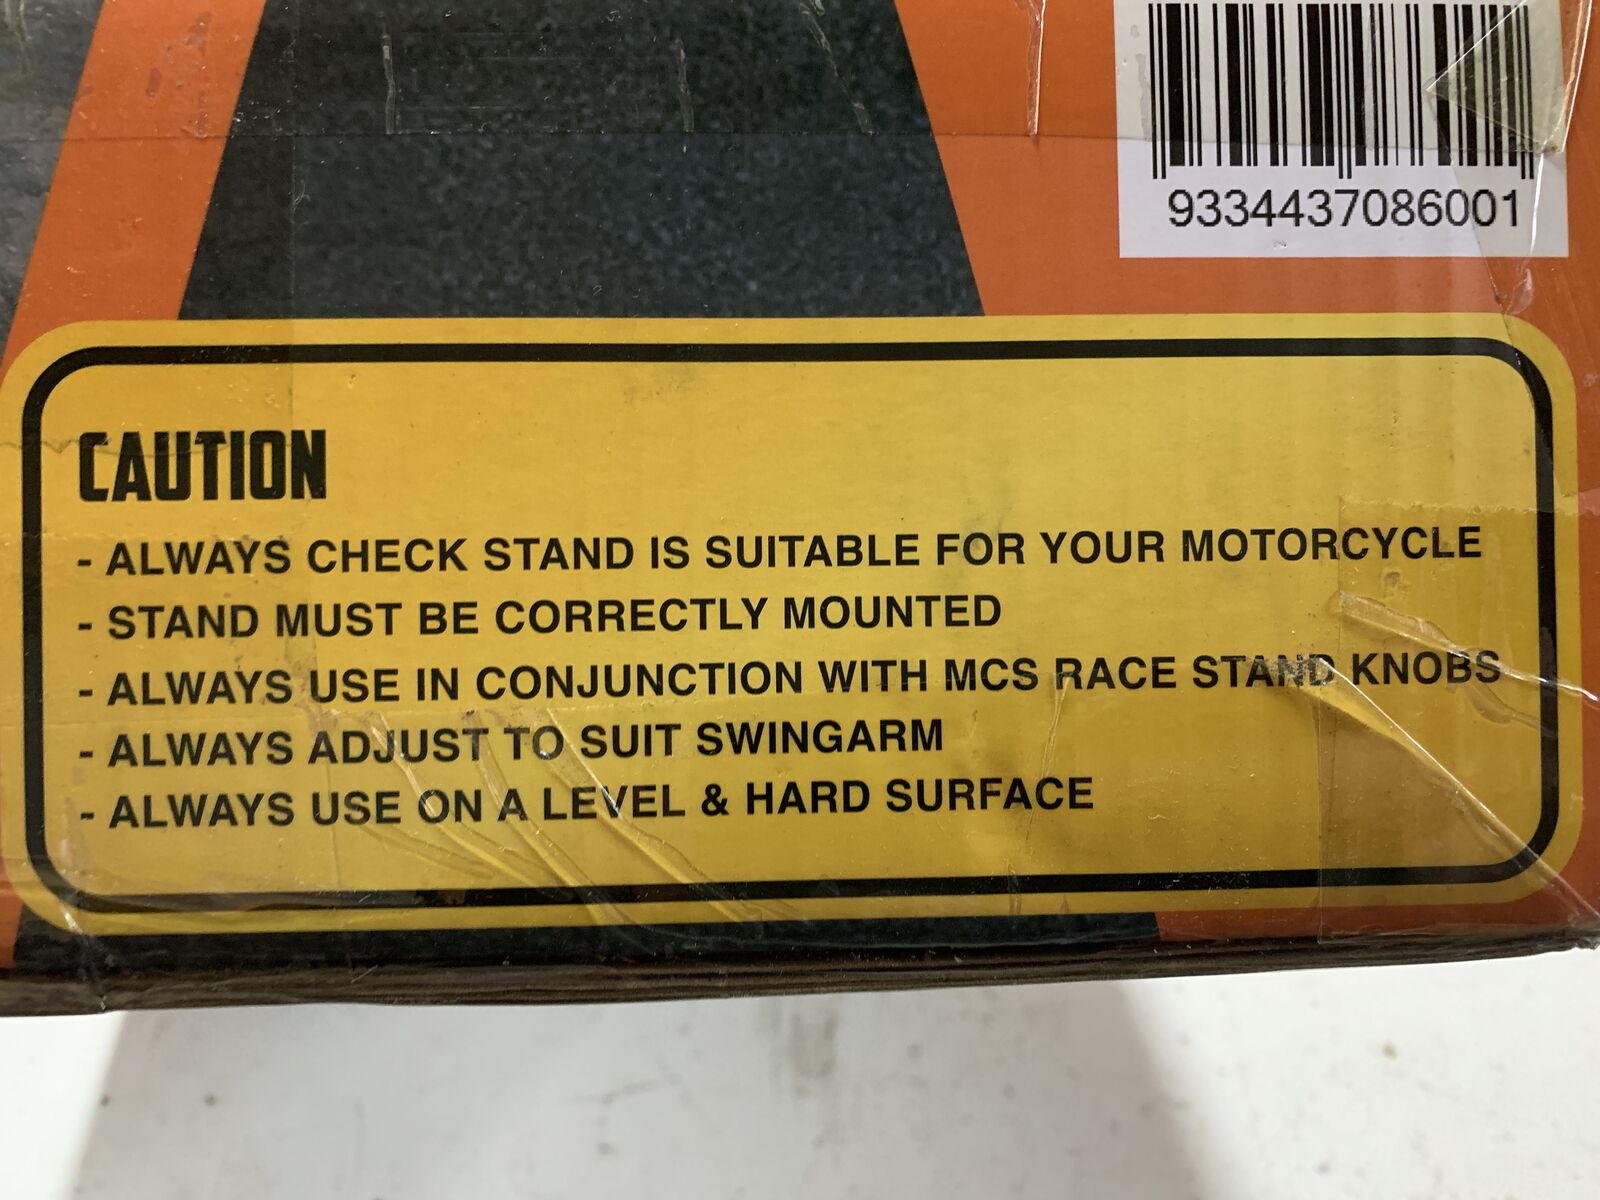 9334437086001
CAUTION
- ALWAYS CHECK STAND IS SUITABLE FOR YOUR MOTORCYCLE
- STAND MUST BE CORRECTLY MOUNTED
- ALWAYS USE IN CONJUNCTION WITH MCS RACE STAND KNOBS
- ALWAYS ADJUST TO SUIT SWINGARM
- ALWAYS USE ON A LEVEL & HARD SURFACE